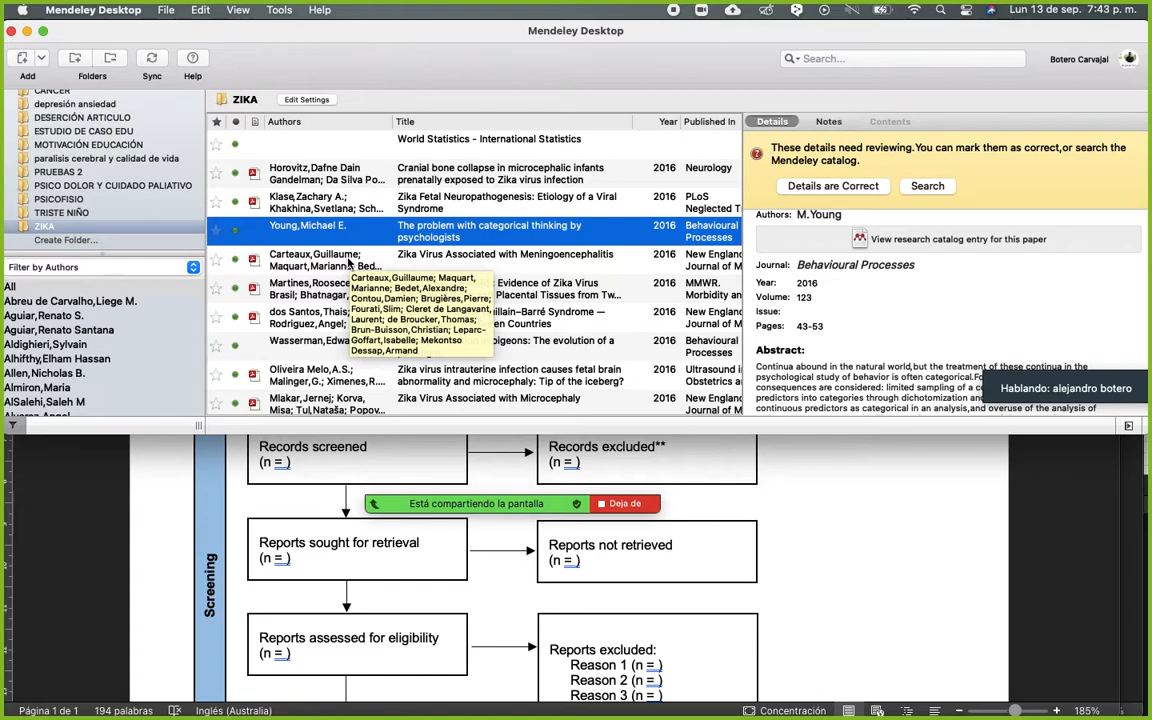 Mendeley Desktop File Edit View Tools Help
Lun 13 de sep. 7:43 p. m.
Mendeley Desktop
Add
Folders
Sync
Help
Search...
Botero Carvajal
CANCER
depresión ansiedad
DESERCIÓN ARTICULO
ESTUDIO DE CASO EDU
MOTIVACIÓN EDUCACIÓN
paralisis cerebral y calidad de vida
PRUEBAS 2
PSICO DOLOR Y CUIDADO PALIATIVO
PSICOFISIO
TRISTE NIÑO
ZIKA
Create Folder...
Filter by Authors
All
Abreu de Carvalho,Liege M.
Aguiar,Renato S.
Aguiar,Renato Santana
Aldighieri,Sylvain
Alhifthy,Elham Hassan
Allen,Nicholas B.
Almiron,Maria
AlSalehi,Saleh M
Alvarez Angel
ZIKA
Edit Settings
Authors Title Year Published In
World Statistics - International Statistics
Horovitz,Dafne Dain
Gandelman; Da Silva Po...
Cranial bone collapse in microcephalic infants
prenatally exposed to Zika virus infection
2016 Neurology
Klase,Zachary A.;
Khakhina,Svetlana; Sch...
Zika Fetal Neuropathogenesis: Etiology of a Viral
Syndrome
2016 PLoS
Neglected T
Young,Michael E.
The problem with categorical thinking by
psychologists
2016 Behavioural
Processes
Carteaux,Guillaume;
Maquart,Marianne; Bed...
Zika Virus Associated with Meningoencephalitis
2016 New Englan
Journal of M
Carteaux,Guillaume; Maquart,
Marianne; Bedet,Alexandre;
Contou,Damien; Brugières,Pierre;
Fourati,Slim; Cleret de Langavant,
Laurent; de Broucker,Thomas;
Brun-Buisson,Christian; Leparc-
Goffart,Isabelle; Mekontso
Dessap,Armand
Martines,Roosece
Brasil; Bhatnagar,
: Evidence of Zika Virus
Placental Tissues from Tw...
2016 MMWR.
Morbidity an
dos Santos,Thais
Rodriguez,Angel;
illain–Barré Syndrome —
en Countries
2016 New Englan
Journal of M
Wasserman,Edwa
igeons: The evolution of a
2016 Behavioural
Processes
Oliveira Melo,A.S.;
Malinger,G.; Ximenes,R....
Zika virus intrauterine infection causes fetal brain
abnormality and microcephaly: Tip of the iceberg?
2016 Ultrasound i
Obstetrics ar
Mlakar,Jernej; Korva,
Misa; Tul,Nataša; Popov...
Zika Virus Associated with Microcephaly
2016 New Englan
Journal of M
Details Notes Contents
These details need reviewing.You can mark them as correct,or search the
Mendeley catalog.
Details are Correct Search
Authors: M.Young
View research catalog entry for this paper
Journal: Behavioural Processes
Year: 2016
Volume: 123
Issue:
Pages: 43-53
Abstract:
Continua abound in the natural world,but the treatment of these continua in the
psychological study of behavior is often categorical.Fo
consequences are considered: limited sampling of a c
predictors into categories through dichotomization an
continuous predictors as categorical in an analysis,and overuse of the analysis of
Hablando: alejandro botero
Records screened
(n = )
Records excluded**
(n = )
Está compartiendo la pantalla
Deja de
Reports sought for retrieval
(n = )
Reports not retrieved
(n = )
Screening
Reports assessed for eligibility
(n = )
Reports excluded:
Reason 1 (n = )
Reason 2 (n = )
Reason 3 (n = )
Página 1 de 1 194 palabras Inglés (Australia)
Concentración
185%